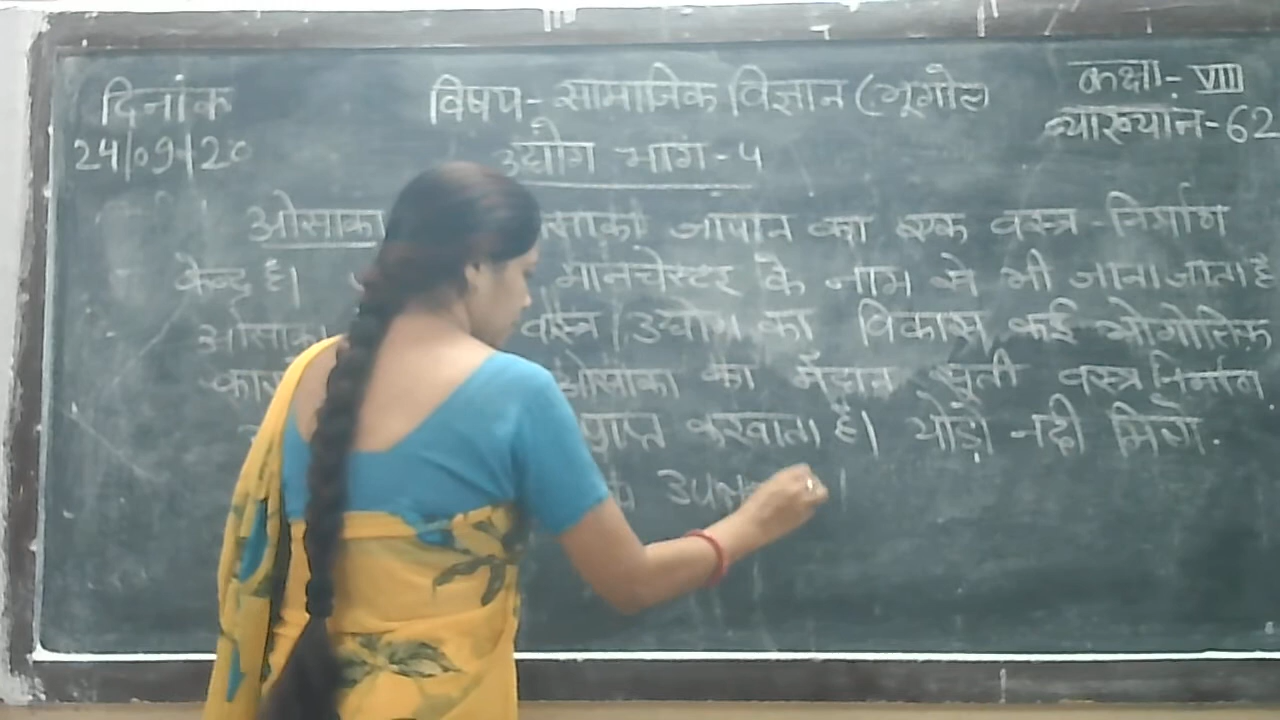 दिनांक
24/09/20
विषय - सामाजिक विज्ञान (भूगोल
कक्षा - VIII
व्याख्यान - 62
उद्योग भाग - 4
ओसाका जापान का एक वस्त्र - निर्माण
केन्द्र है। मानचेस्टर के नाम से भी जाना जाता है
ओसाका वस्त्र उद्योग का विकास कई भौगोलिक
ओसाका का मैदान सूती वस्त्र निर्माण
प्राप्त करवाता है। योडो नदी